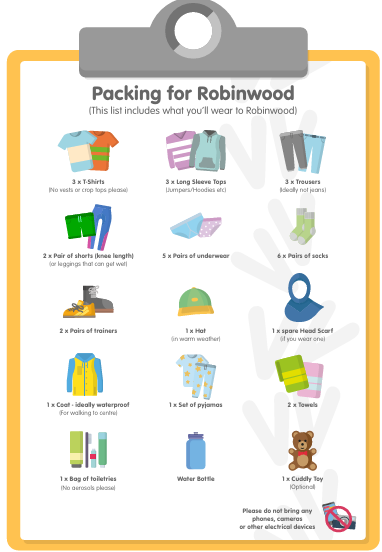 Packing for Robinwood
(This list includes what you'll wear to Robinwood)
3 x T-Shirts
(No vests or crop tops please)
3 x Long Sleeve Tops
(Jumpers/Hoodies etc)
3 x Trousers
(Ideally not jeans)
2 x Pair of shorts (knee length)
(or leggings that can get wet)
5 x Pairs of underwear
6 x Pairs of socks
2 x Pairs of trainers
1 x Hat
(in warm weather)
1 x spare Head Scarf
(if you wear one)
1 x Coat - ideally waterproof
(For walking to centre)
1 x Set of pyjamas
2 x Towels
1 x Bag of toiletries
(No aerosols please)
Water Bottle
1 x Cuddly Toy
(Optional)
Please do not bring any
phones, cameras
or other electrical devices